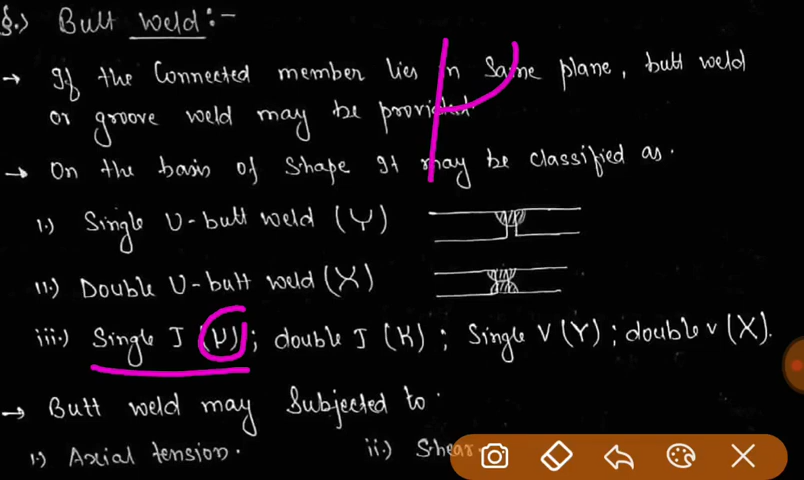 §.) Butt weld:-
→ If the Connected member lies in Same plane, butt weld
or groove weld may be provided
→ On the basis of Shape It may be classified as.
i.) Single U-butt weld (Y)
ii.) Double U-butt weld (X)
iii.) Single J (U); double J (K); Single V (Y); double v (X).
→ Butt weld may Subjected to
i.) Axial tension. ii.) Shear